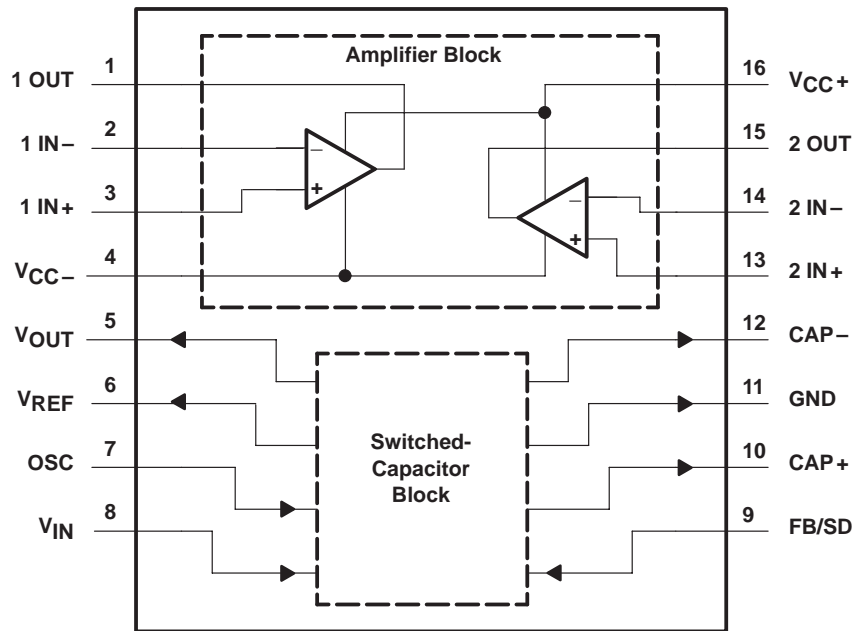 Amplifier Block
1 OUT 1
1 IN− 2
1 IN+ 3
VCC− 4
VOUT 5
VREF 6
OSC 7
VIN 8
−
+
−
+
16 VCC+
15 2 OUT
14 2 IN−
13 2 IN+
12 CAP−
11 GND
10 CAP+
9 FB/SD
Switched-
Capacitor
Block